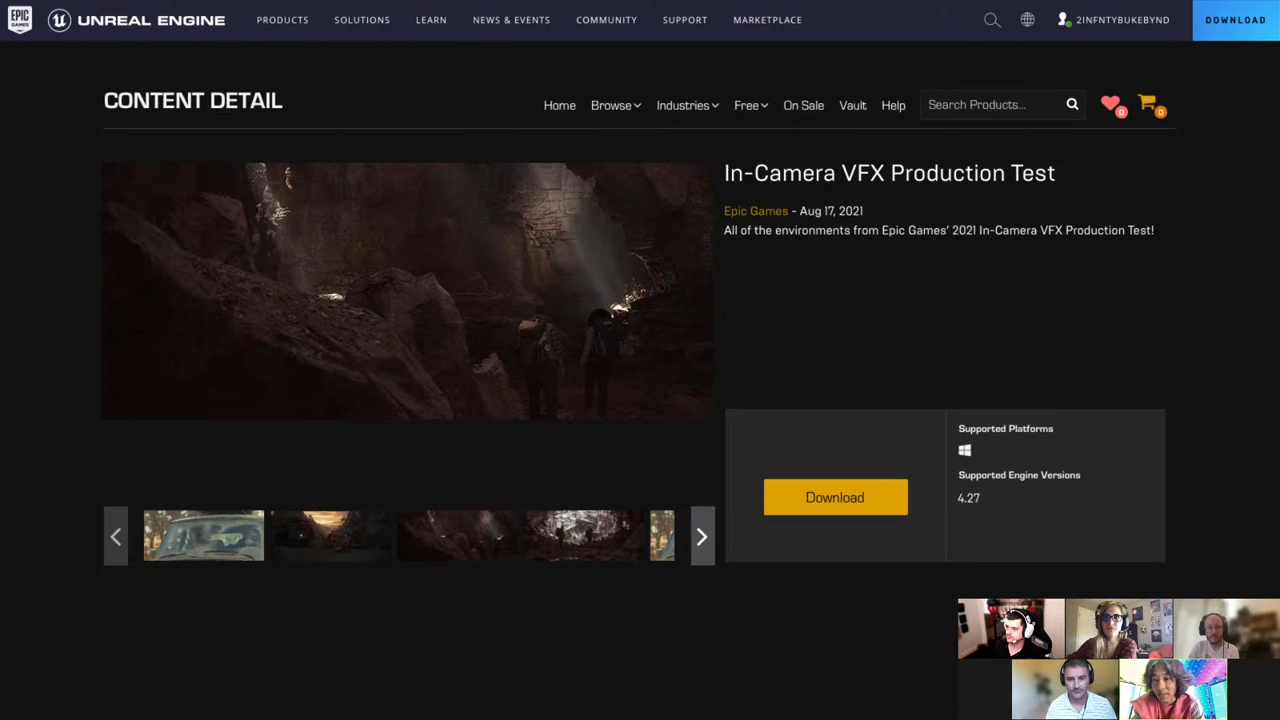 EPIC GAMES
UNREAL ENGINE
PRODUCTS
SOLUTIONS
LEARN
NEWS & EVENTS
COMMUNITY
SUPPORT
MARKETPLACE
2INFNTYBUKEBYND
DOWNLOAD
CONTENT DETAIL
Home
Browse
Industries
Free
On Sale
Vault
Help
Search Products...
0
0
In-Camera VFX Production Test
Epic Games - Aug 17, 2021
All of the environments from Epic Games' 2021 In-Camera VFX Production Test!
Download
Supported Platforms
Supported Engine Versions
4.27